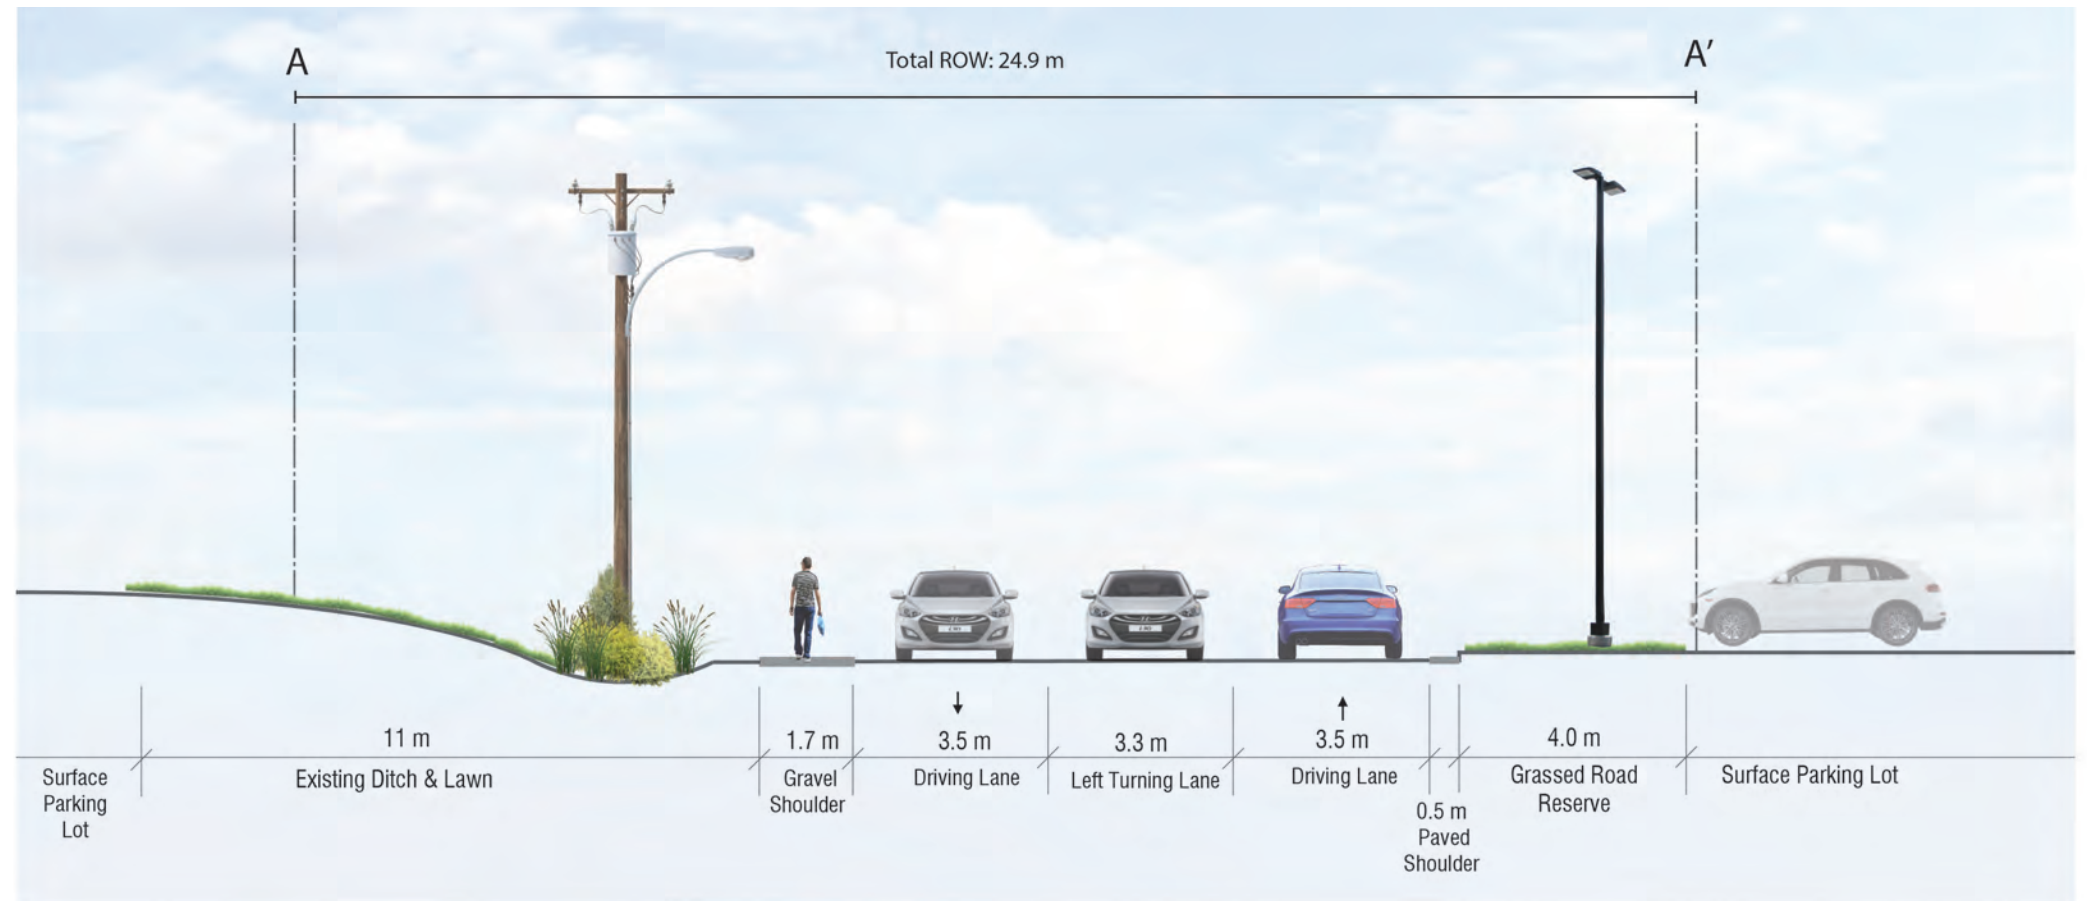 A
Total ROW: 24.9 m
A’
11 m
1.7 m
3.5 m
3.3 m
3.5 m
4.0 m
Surface
Parking
Lot
Existing Ditch & Lawn
Gravel
Shoulder
Driving Lane
Left Turning Lane
Driving Lane
0.5 m
Paved
Shoulder
Grassed Road
Reserve
Surface Parking Lot